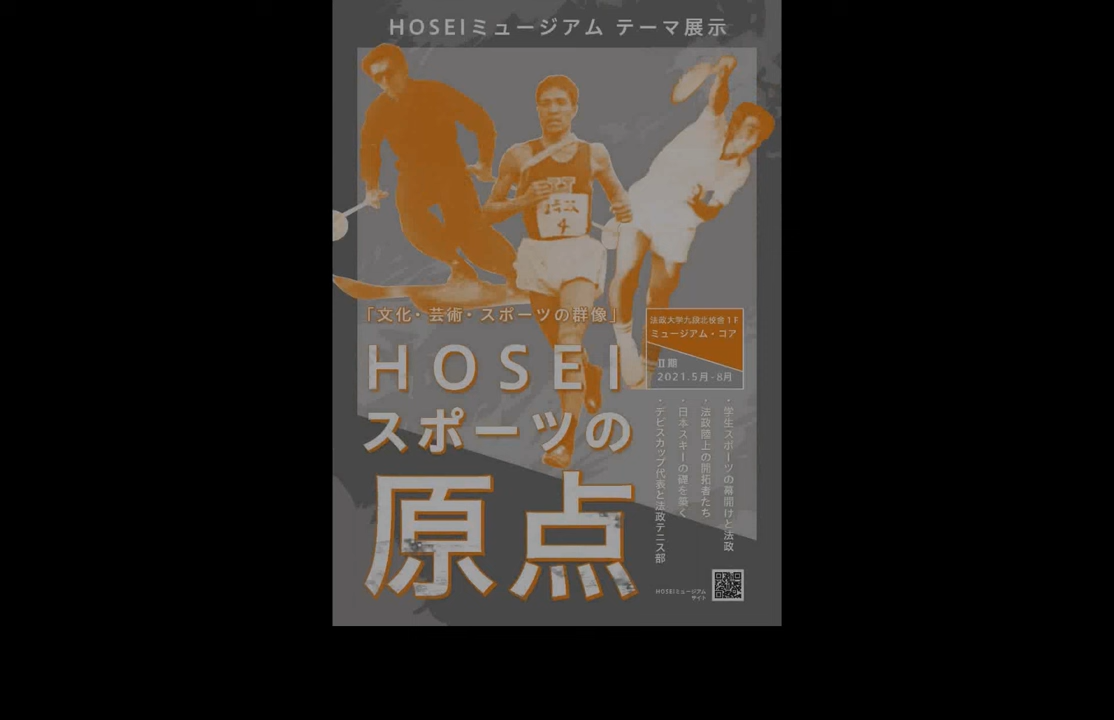 HOSEIミュージアム テーマ展示
「文化・芸術・スポーツの群像」
HOSEI
スポーツの
原点
法政
4
法政大学九段北校舎1F
ミュージアム・コア
Ⅱ期
2021.5月-8月
・学生スポーツの幕開けと法政
・法政陸上の開拓者たち
・日本スキーの礎を築く
・デビスカップ代表と法政テニス部
HOSEIミュージアム
サイト